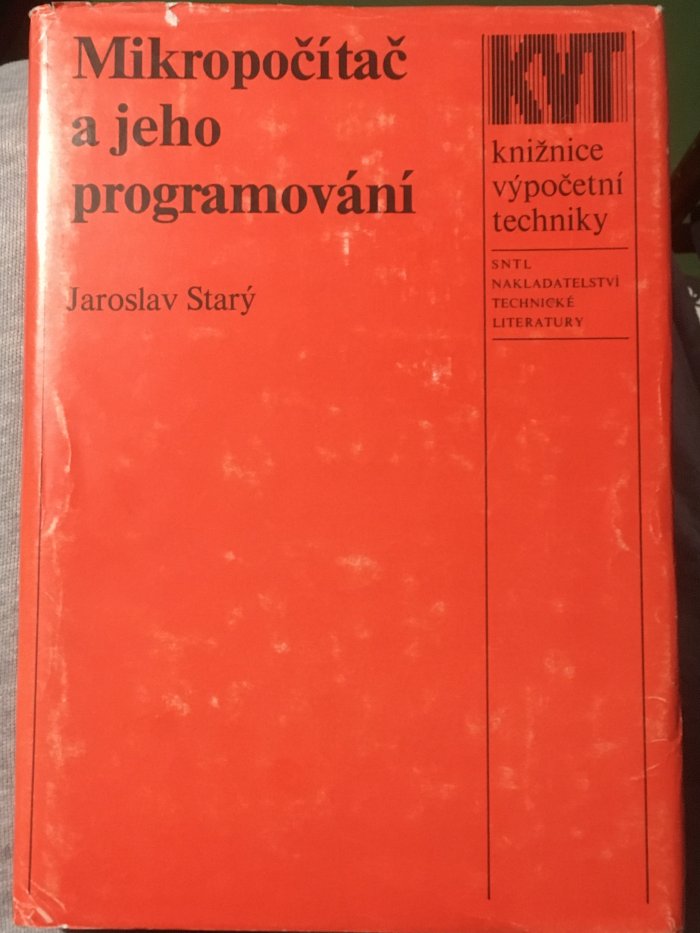 Mikropočítač
a jeho
programování
Jaroslav Starý
KVT
knižnice
výpočetní
techniky
SNTL
NAKLADATELSTVÍ
TECHNICKÉ
LITERATURY